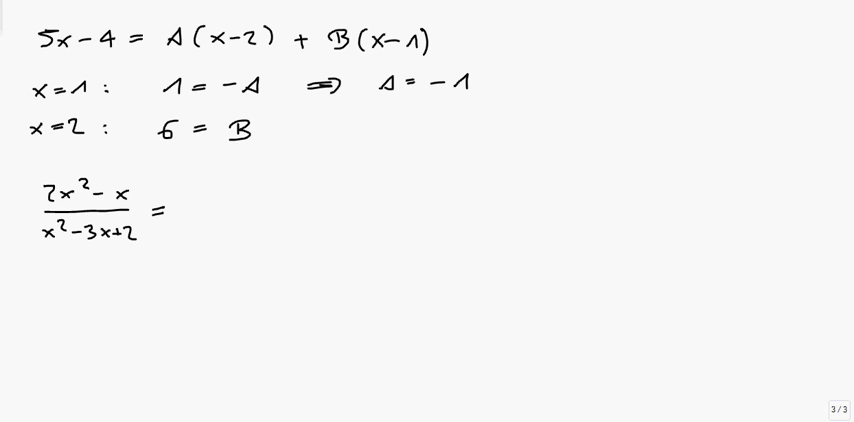 5x - 4 = A(x-2) + B(x-1)
x=1 : 1 = -A ⇒ A = -1
x=2 : 6 = B
2x² - x / x² - 3x + 2 =
3 / 3